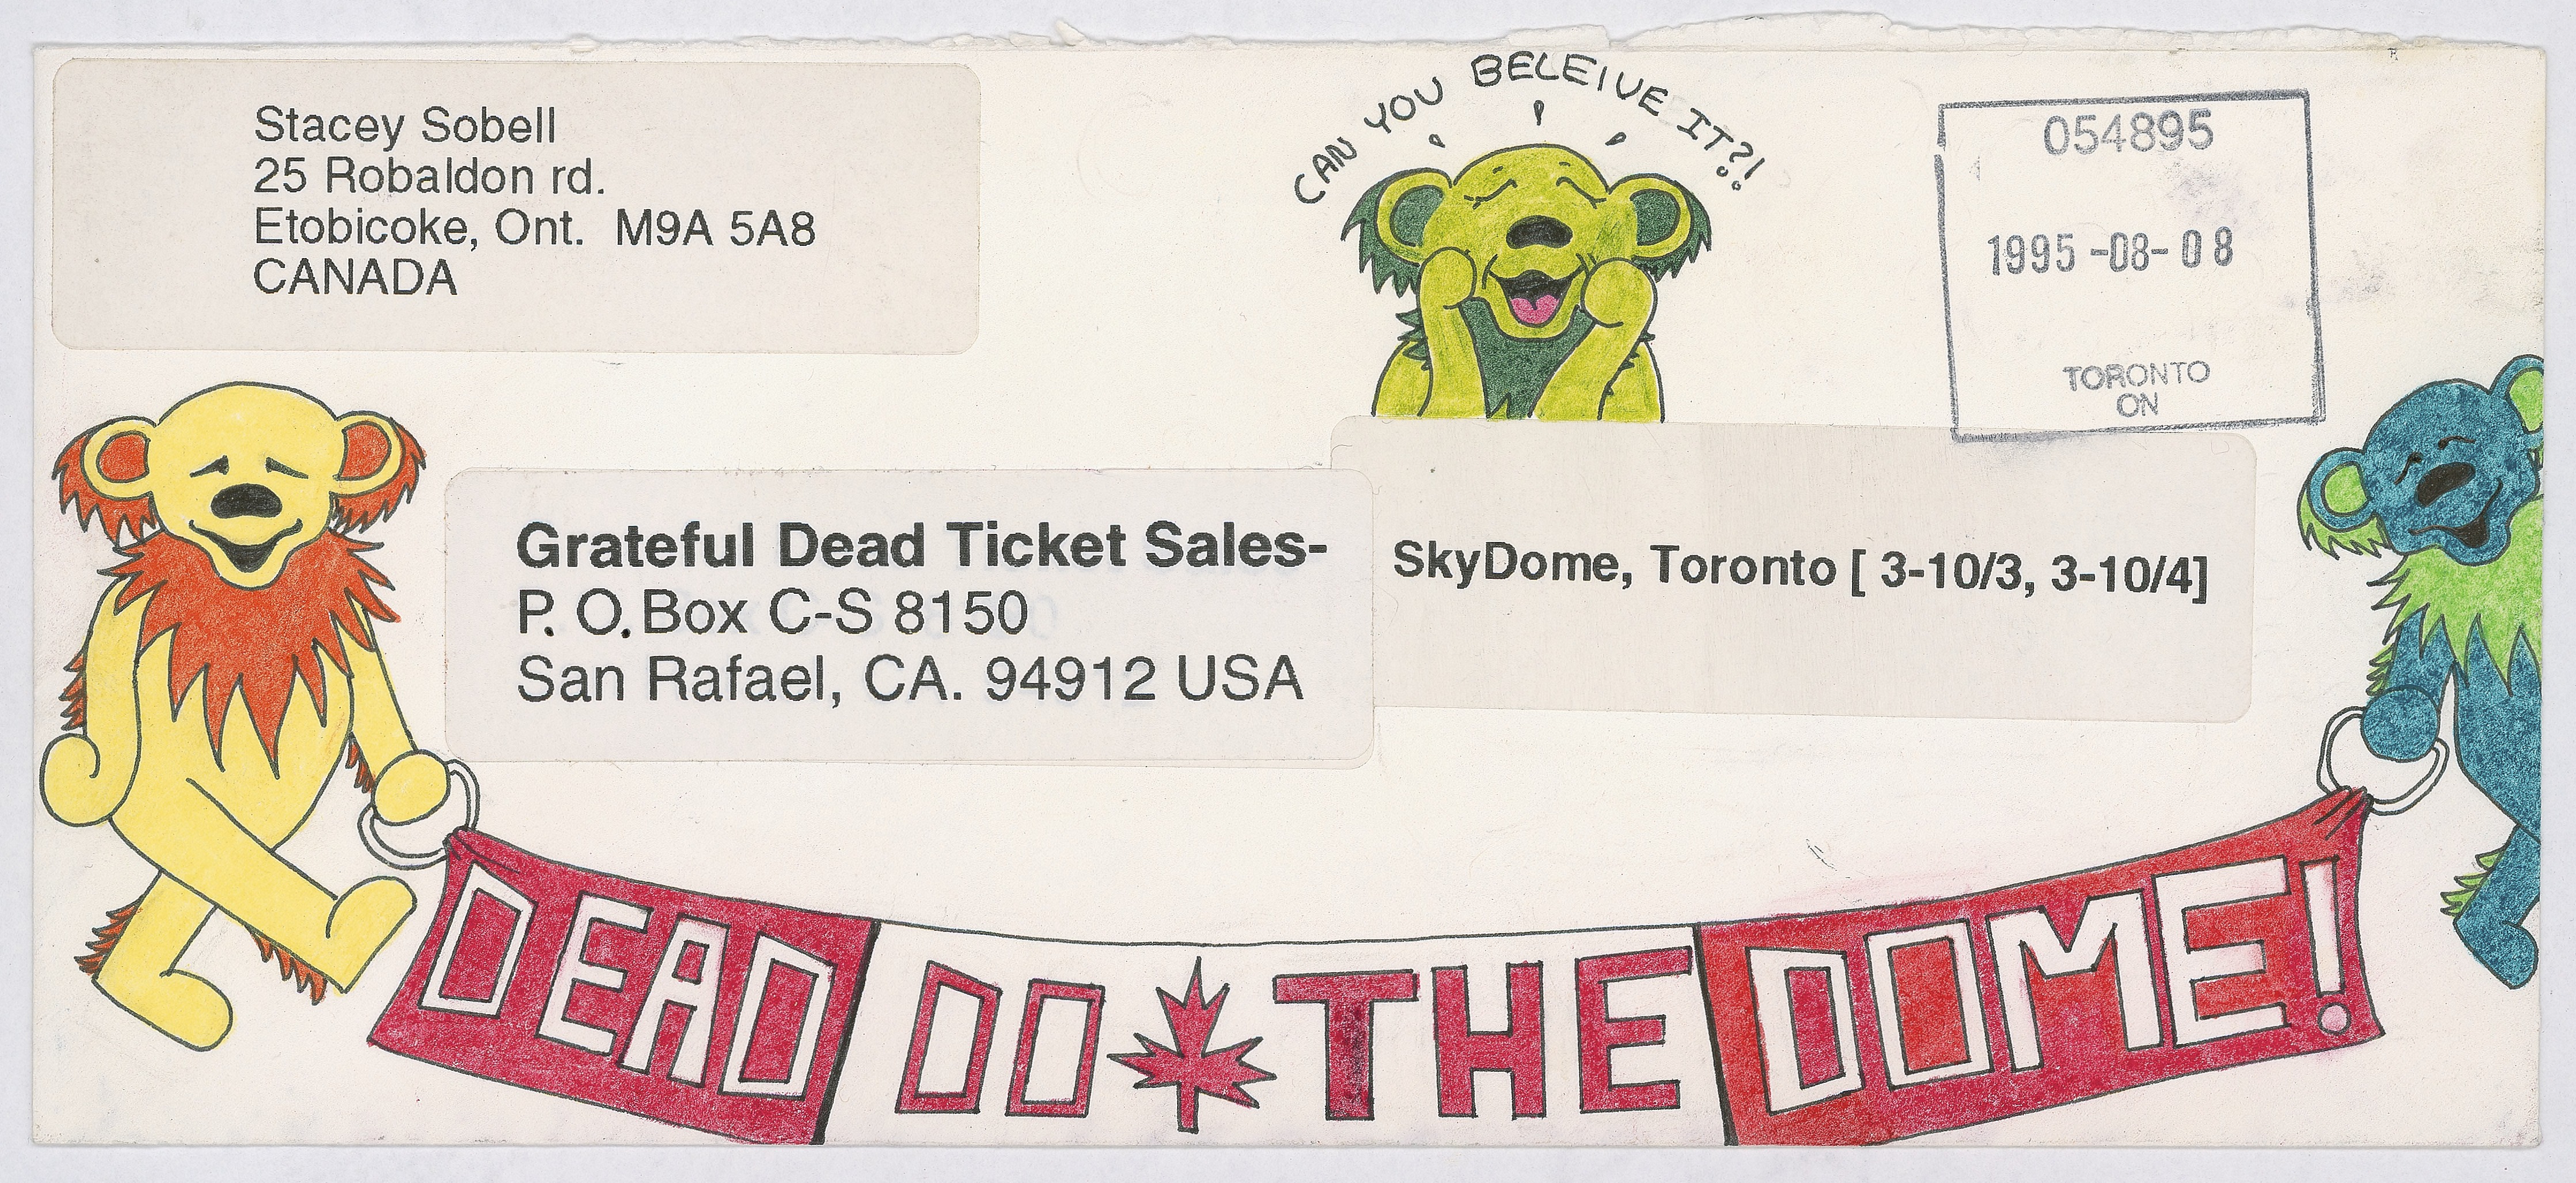 Stacey Sobell
25 Robaldon rd.
Etobicoke, Ont. M9A 5A8
CANADA
CAN YOU BELEIVE IT?!
054895
1995-08-08
TORONTO
ON
Grateful Dead Ticket Sales-
P. O. Box C-S 8150
San Rafael, CA. 94912 USA
SkyDome, Toronto [ 3-10/3, 3-10/4]
DEAD DO THE DOME!